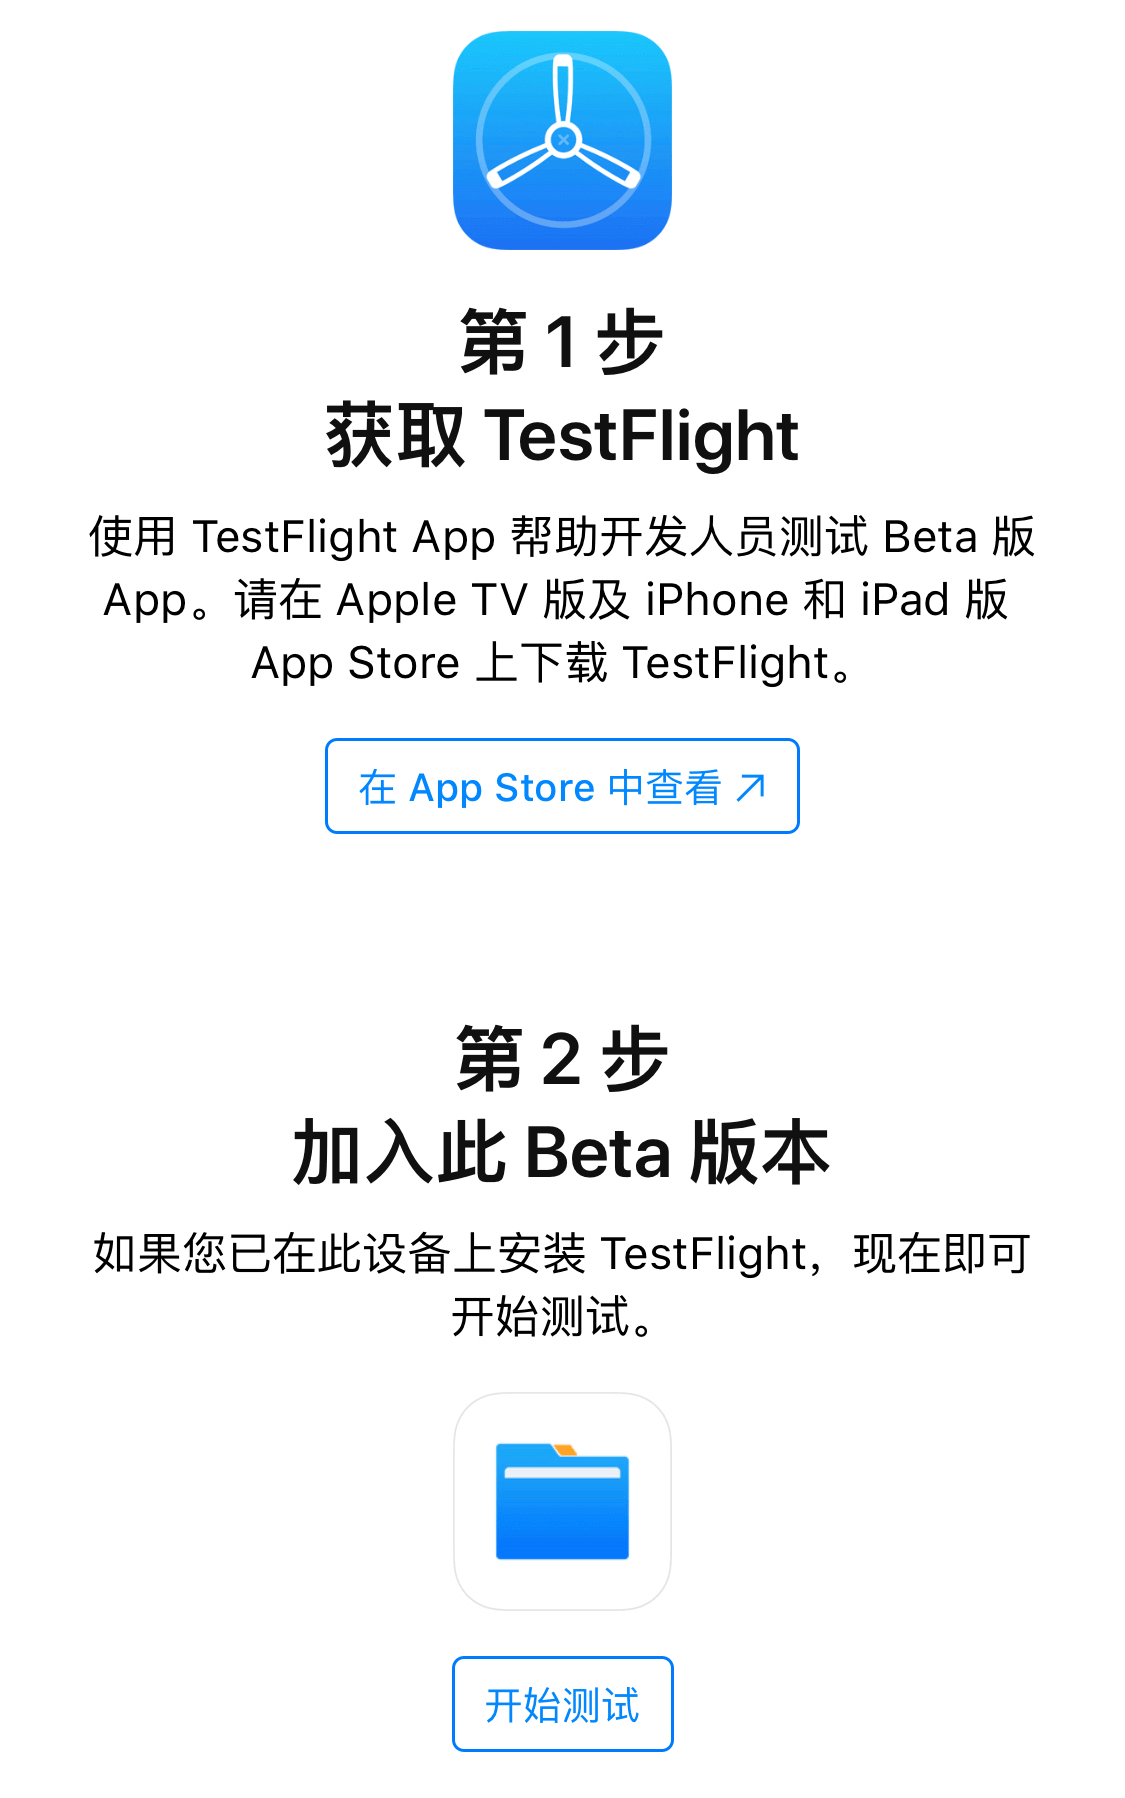 第 1 步
获取 TestFlight
使用 TestFlight App 帮助开发人员测试 Beta 版
App。请在 Apple TV 版及 iPhone 和 iPad 版
App Store 上下载 TestFlight。
在 App Store 中查看 ↗
第 2 步
加入此 Beta 版本
如果您已在此设备上安装 TestFlight，现在即可
开始测试。
开始测试